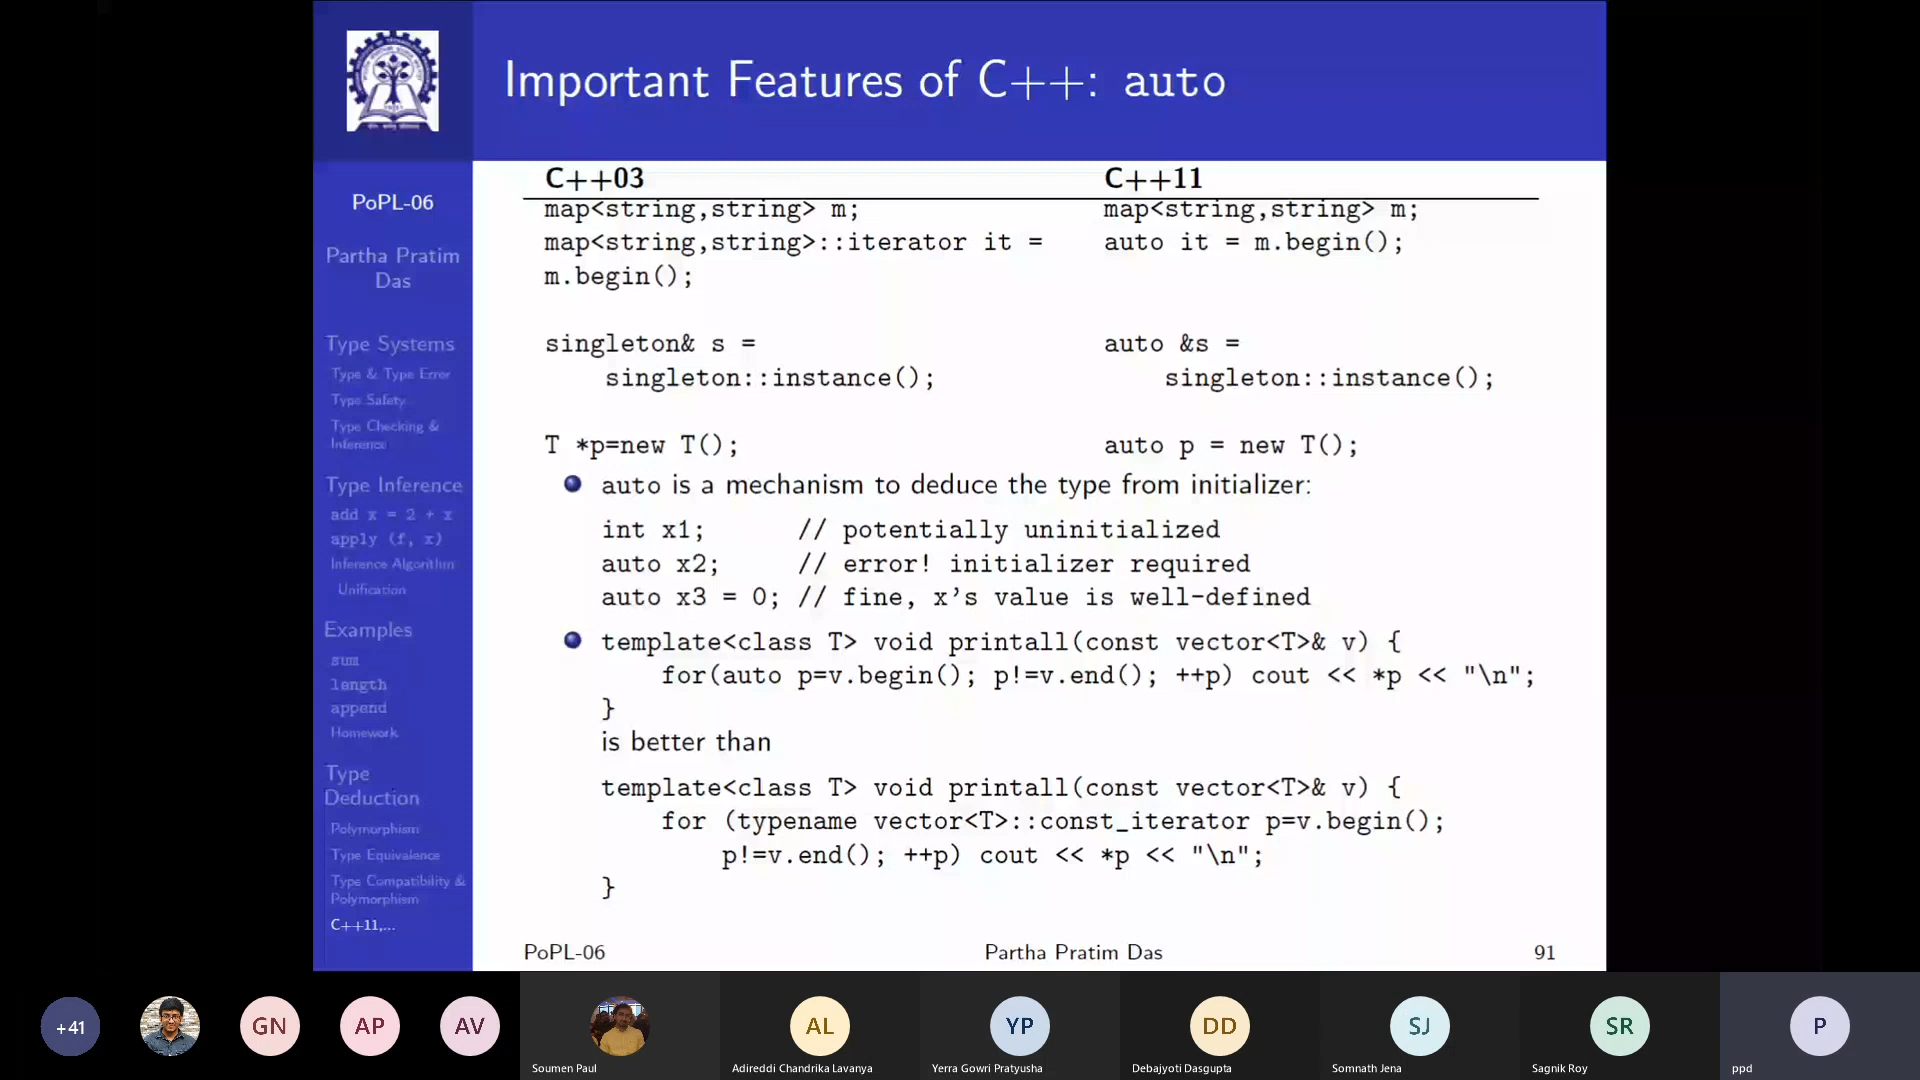 Important Features of C++: auto
PoPL-06
Partha Pratim
Das
Type Systems
Type & Type Error
Type Safety
Type Checking &
Inference
Type Inference
add x = 2 + x
apply (f, x)
Inference Algorithm
Unification
Examples
sum
length
append
Homework
Type
Deduction
Polymorphism
Type Equivalence
Type Compatibility &
Polymorphism
C++11,...
C++03 C++11
map<string,string> m; map<string,string> m;
map<string,string>::iterator it = auto it = m.begin();
m.begin();
singleton& s = auto &s =
singleton::instance(); singleton::instance();
T *p=new T(); auto p = new T();
auto is a mechanism to deduce the type from initializer:
int x1; // potentially uninitialized
auto x2; // error! initializer required
auto x3 = 0; // fine, x's value is well-defined
template<class T> void printall(const vector<T>& v) {
for(auto p=v.begin(); p!=v.end(); ++p) cout << *p << "\n";
}
is better than
template<class T> void printall(const vector<T>& v) {
for (typename vector<T>::const_iterator p=v.begin();
p!=v.end(); ++p) cout << *p << "\n";
}
PoPL-06 Partha Pratim Das 91
+41 GN AP AV AL YP DD SJ SR P
Soumen Paul Adireddi Chandrika Lavanya Yerra Gowri Pratyusha Debajyoti Dasgupta Somnath Jena Sagnik Roy ppd